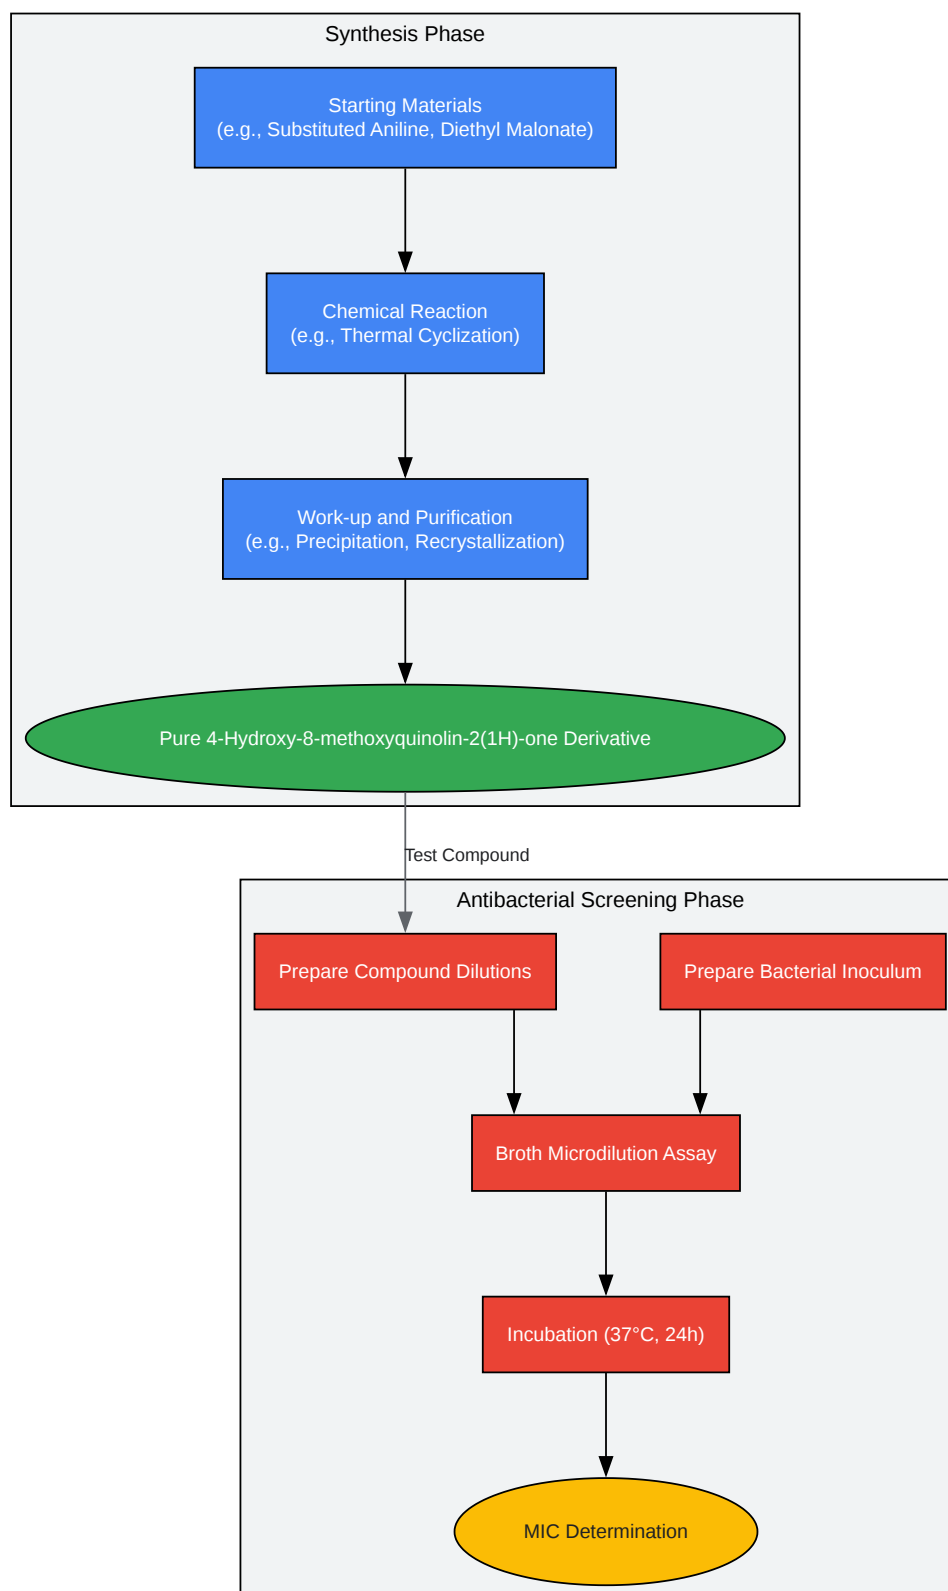 Synthesis Phase
Starting Materials
(e.g., Substituted Aniline, Diethyl Malonate)
Chemical Reaction
(e.g., Thermal Cyclization)
Work-up and Purification
(e.g., Precipitation, Recrystallization)
Pure 4-Hydroxy-8-methoxyquinolin-2(1H)-one Derivative
Test Compound
Antibacterial Screening Phase
Prepare Compound Dilutions
Prepare Bacterial Inoculum
Broth Microdilution Assay
Incubation (37°C, 24h)
MIC Determination